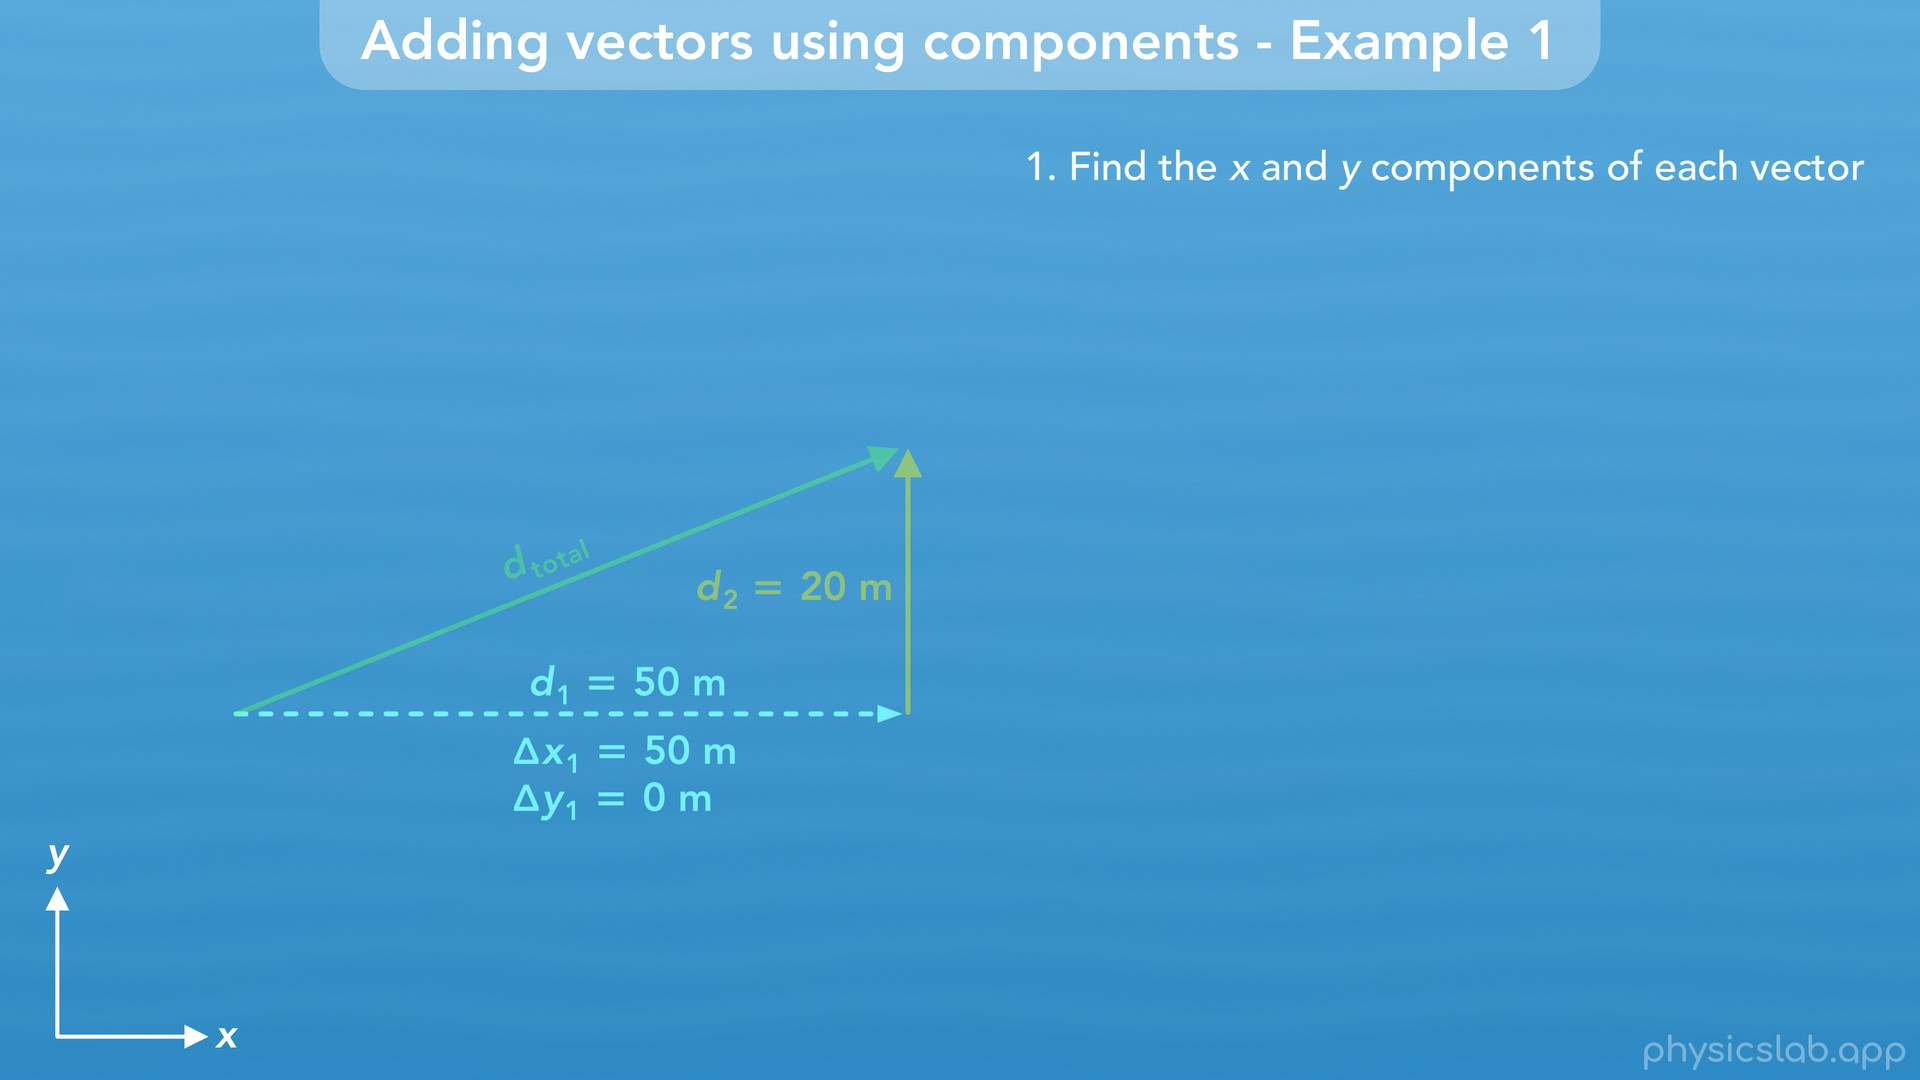 Adding vectors using components - Example 1
1. Find the x and y components of each vector
d_total
d₂ = 20 m
d₁ = 50 m
Δx₁ = 50 m
Δy₁ = 0 m
y
x
physicslab.app